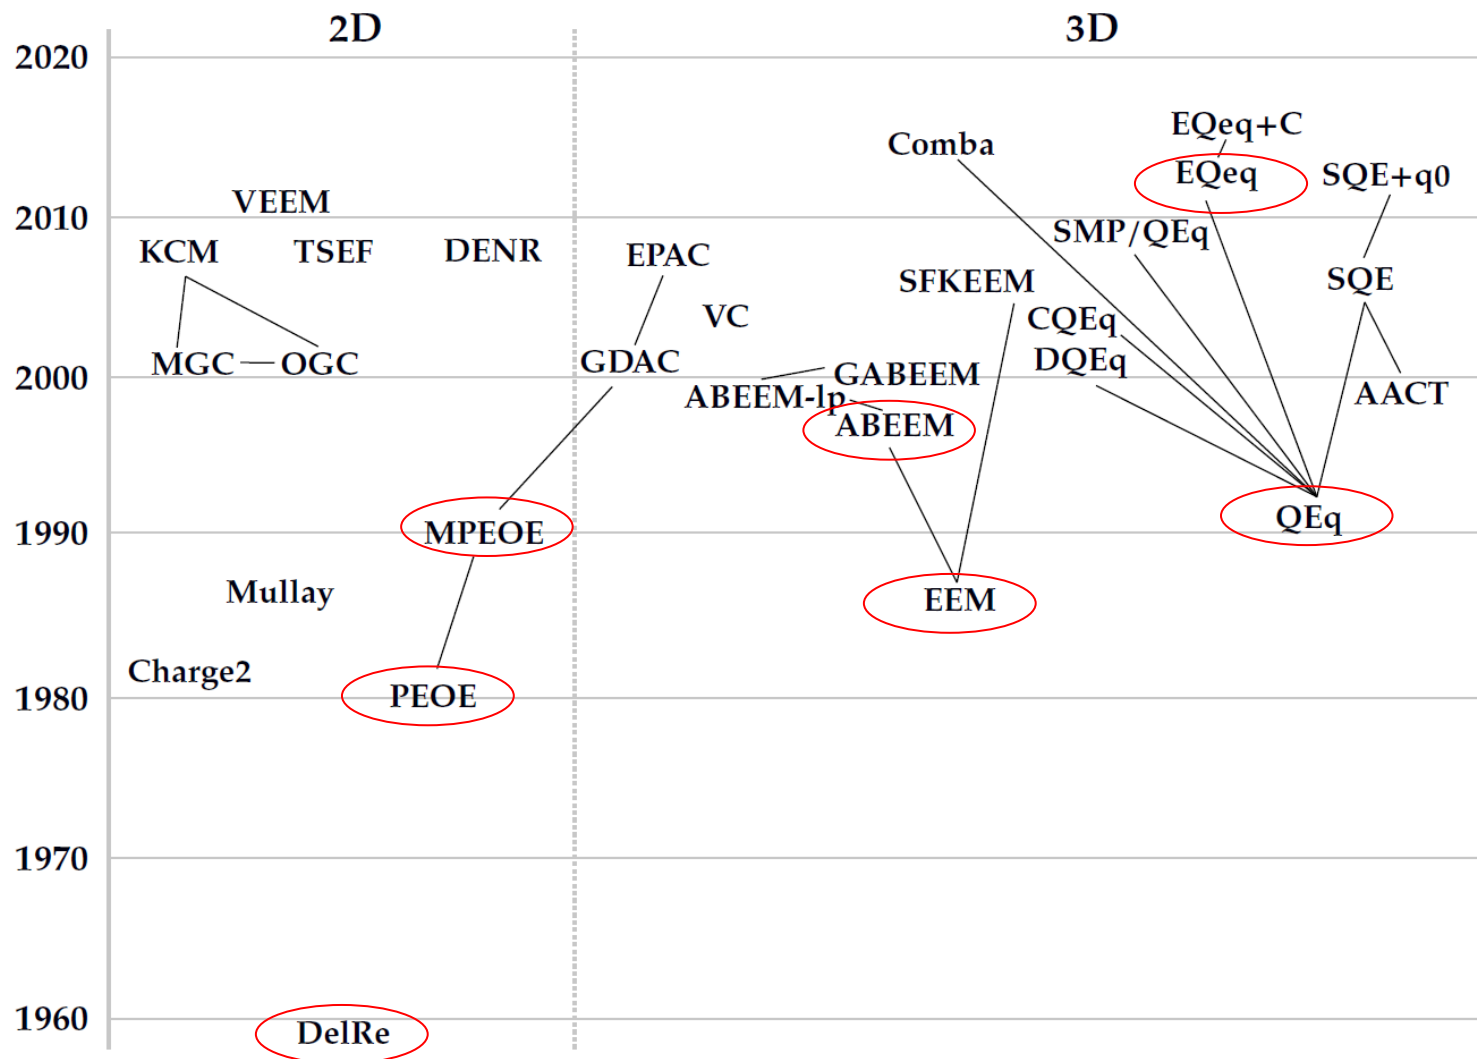 2D
3D
2020
EQeq+C
Comba
EQeq
SQE+q0
VEEM
2010
SMP/QEq
KCM
TSEF
DENR
EPAC
SFKEEM
SQE
VC
CQEq
MGC
OGC
GDAC
DQEq
2000
GABEEM
ABEEM-lp
AACT
ABEEM
QEq
1990
MPEOE
Mullay
EEM
Charge2
1980
PEOE
1970
1960
DelRe